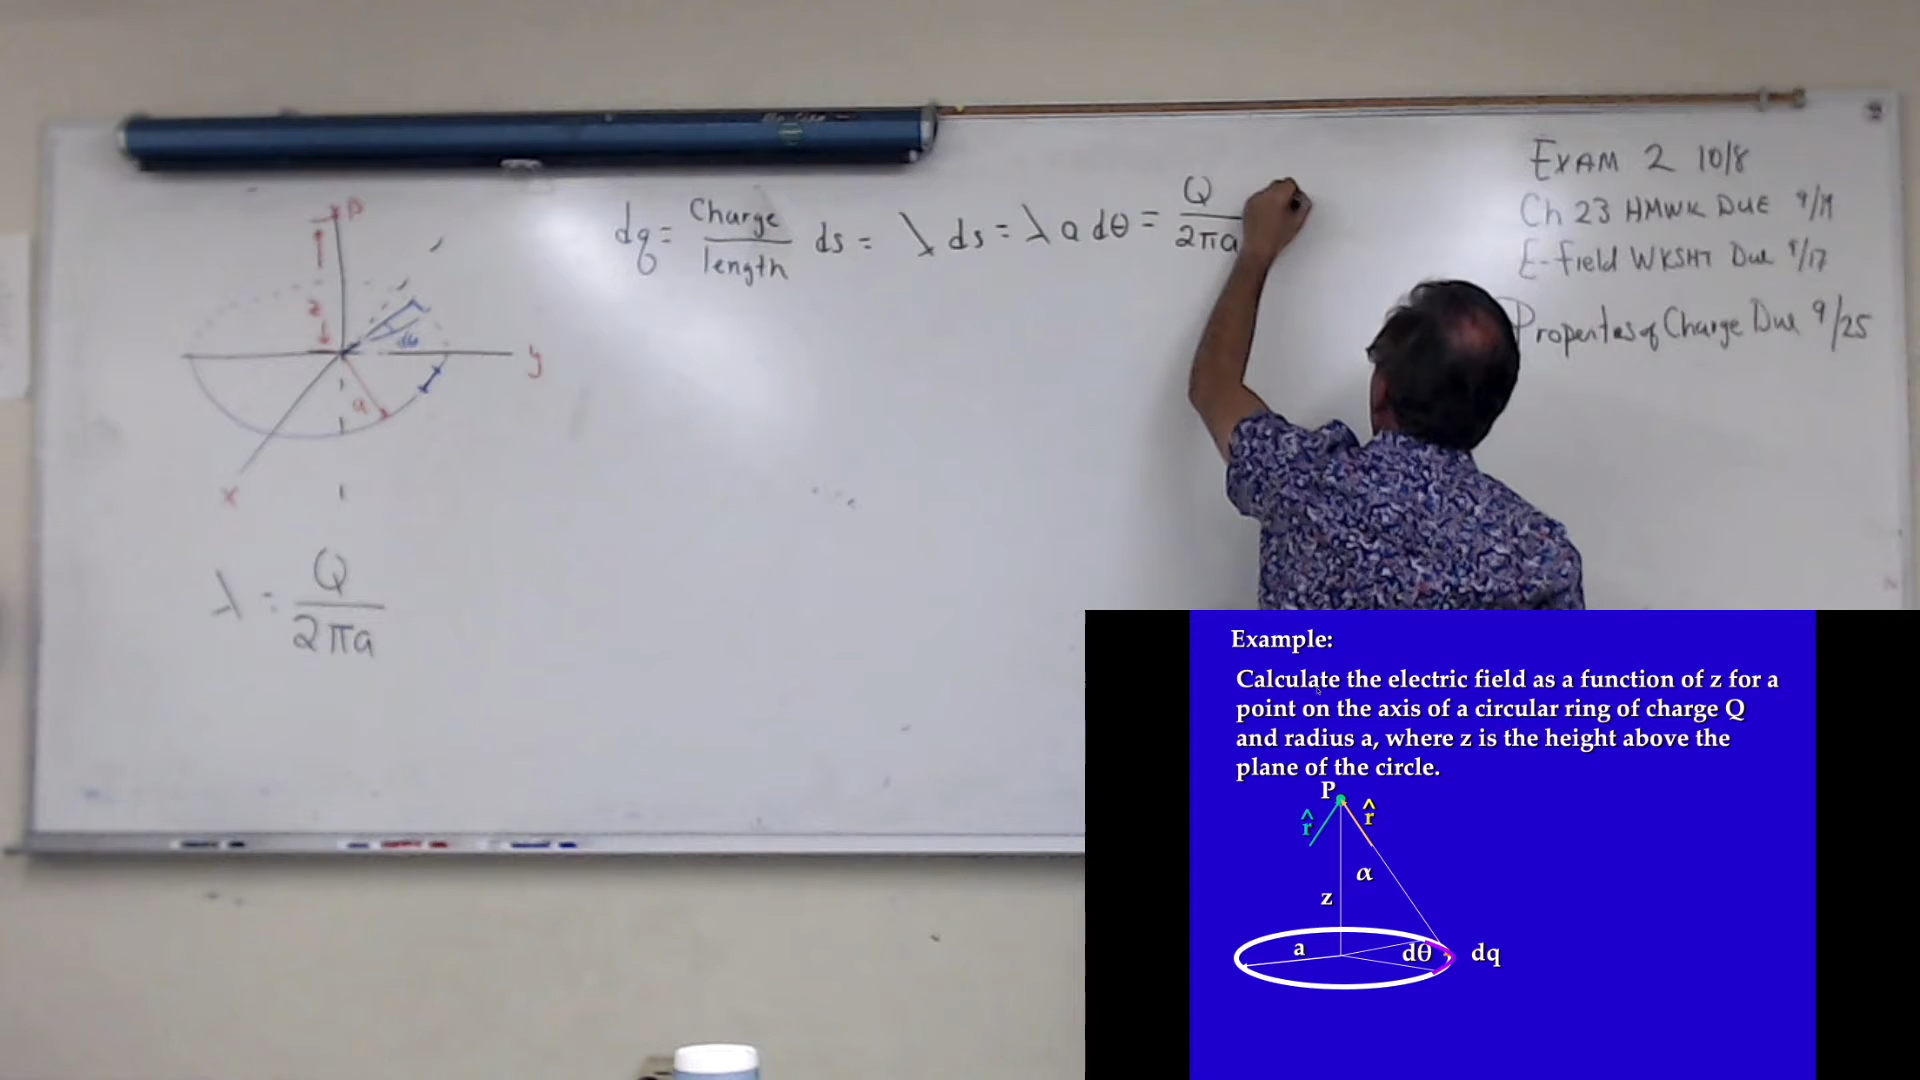 P
z
dθ
a
y
x
λ = Q / 2πa
dq = Charge / length ds = λ ds = λ a dθ = Q / 2πa
EXAM 2 10/8
Ch 23 HMWK DUE 9/19
E-field WKSHT Due 9/17
Properties of Charge Due 9/25
Example:
Calculate the electric field as a function of z for a
point on the axis of a circular ring of charge Q
and radius a, where z is the height above the
plane of the circle.
P
r̂ r̂
α
z
a dθ dq